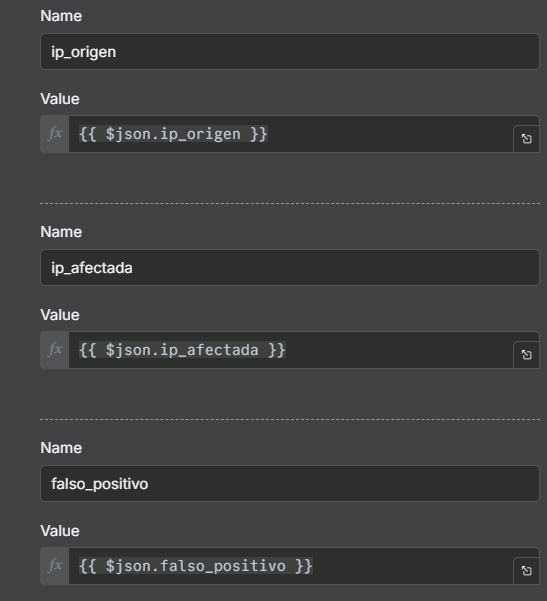 Name
ip_origen
Value
fx {{ $json.ip_origen }}
Name
ip_afectada
Value
fx {{ $json.ip_afectada }}
Name
falso_positivo
Value
fx {{ $json.falso_positivo }}